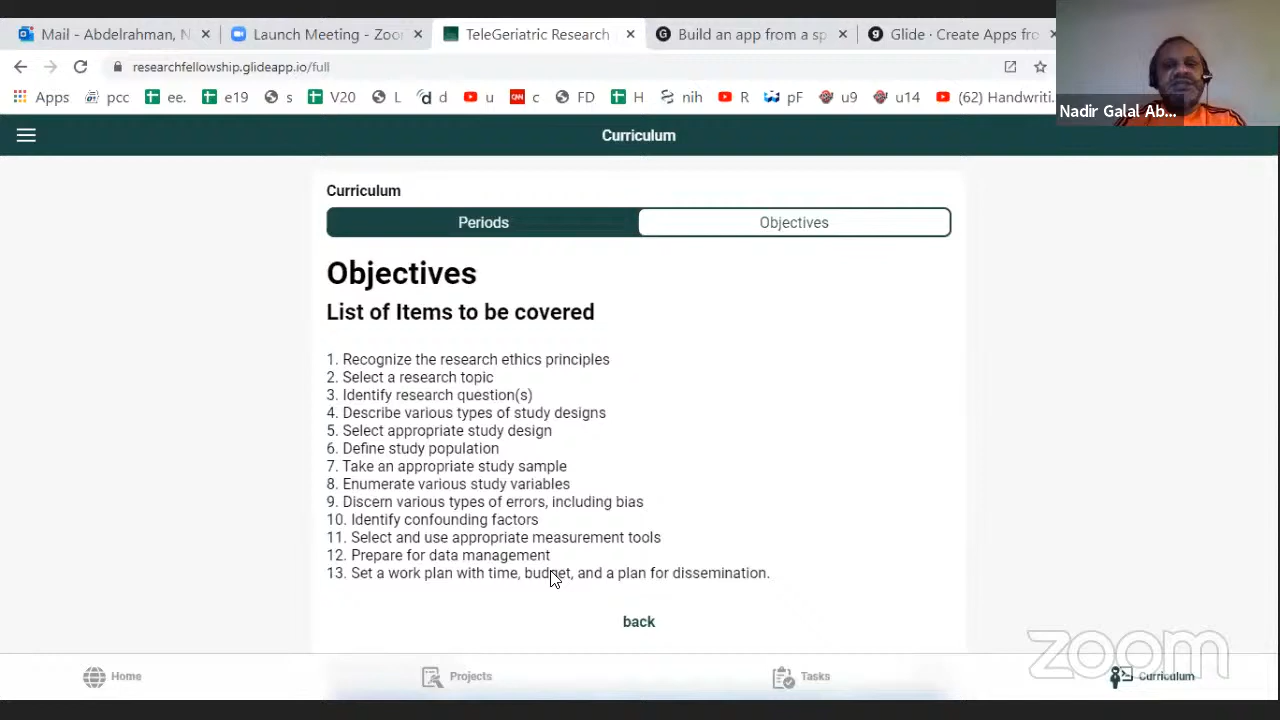 Mail - Abdelrahman, N
Launch Meeting - Zoor
TeleGeriatric Research
Build an app from a sp
Glide · Create Apps fro
researchfellowship.glideapp.io/full
Apps pcc ee. e19 s V20 L d u c FD H nih R pF u9 u14 (62) Handwriti.
Nadir Galal Ab...
Curriculum
Curriculum
Periods Objectives
Objectives
List of Items to be covered
1. Recognize the research ethics principles
2. Select a research topic
3. Identify research question(s)
4. Describe various types of study designs
5. Select appropriate study design
6. Define study population
7. Take an appropriate study sample
8. Enumerate various study variables
9. Discern various types of errors, including bias
10. Identify confounding factors
11. Select and use appropriate measurement tools
12. Prepare for data management
13. Set a work plan with time, budget, and a plan for dissemination.
back
zoom
Home Projects Tasks Curriculum